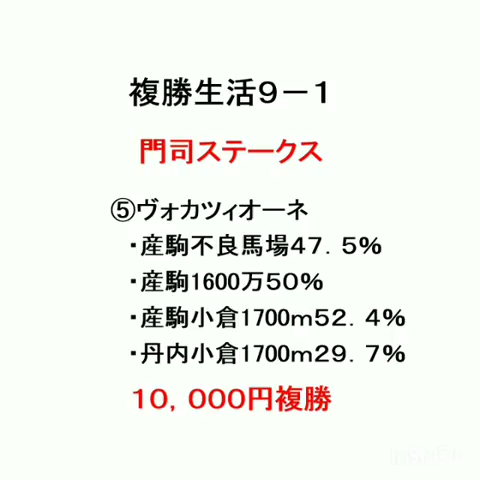 複勝生活９－１
門司ステークス
⑤ヴォカツィオーネ
・産駒不良馬場４７．５％
・産駒1600万５０％
・産駒小倉1700ｍ５２．４％
・丹内小倉1700ｍ２９．７％
１０，０００円複勝